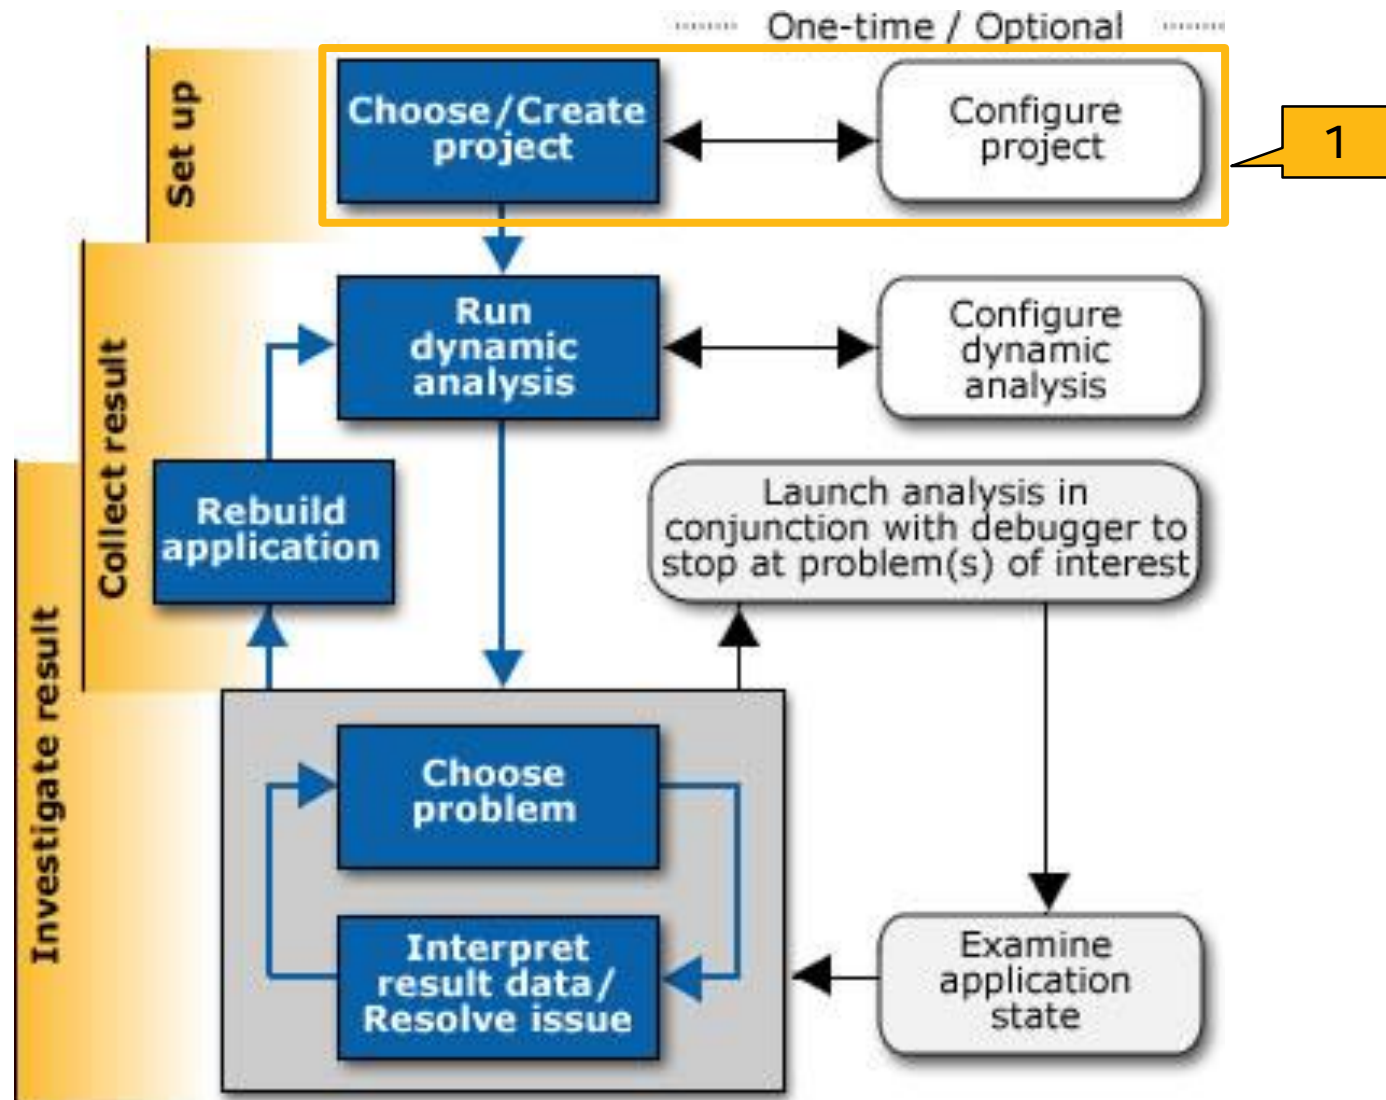 One-time / Optional
Set up
Choose/Create
project
Configure
project
1
Collect result
Run
dynamic
analysis
Configure
dynamic
analysis
Investigate result
Rebuild
application
Launch analysis in
conjunction with debugger to
stop at problem(s) of interest
Choose
problem
Interpret
result data/
Resolve issue
Examine
application
state